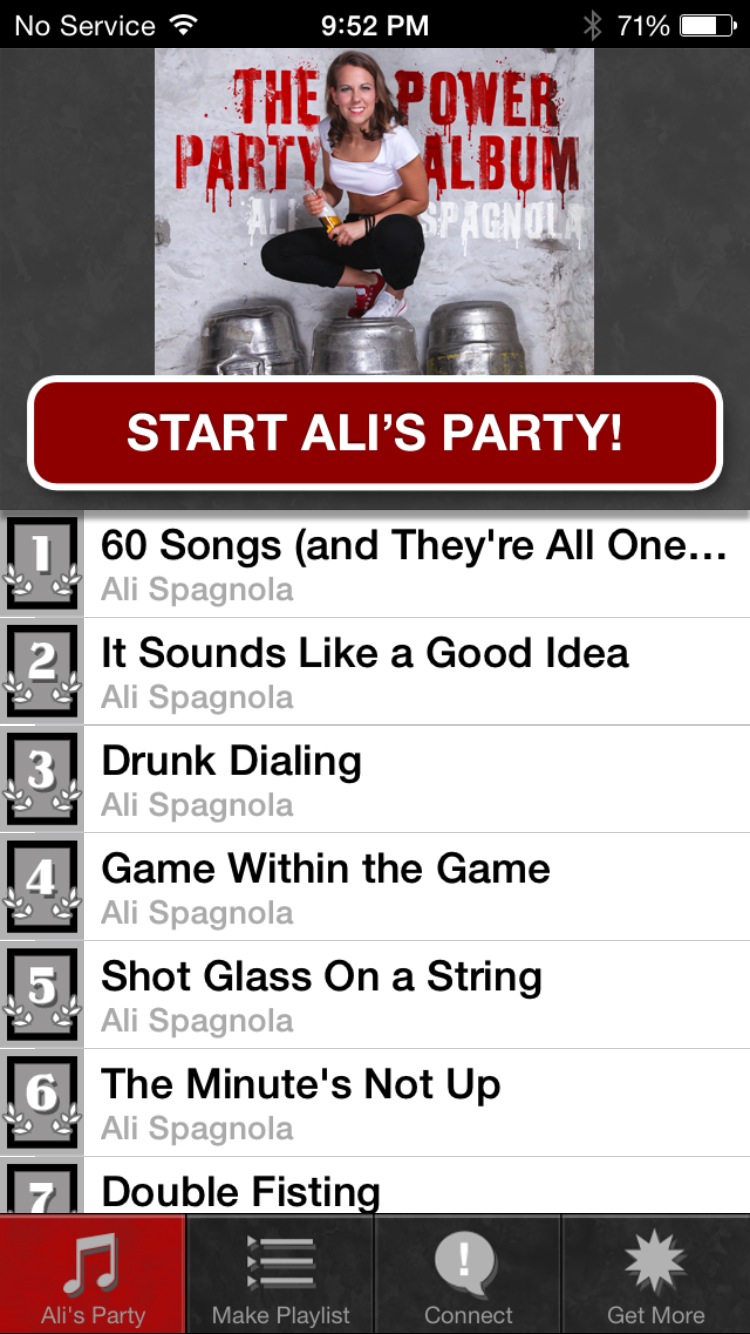 No Service 9:52 PM 71%
THE POWER
PARTY ALBUM
ALI SPAGNOLA
START ALI’S PARTY!
1 60 Songs (and They're All One...
Ali Spagnola
2 It Sounds Like a Good Idea
Ali Spagnola
3 Drunk Dialing
Ali Spagnola
4 Game Within the Game
Ali Spagnola
5 Shot Glass On a String
Ali Spagnola
6 The Minute's Not Up
Ali Spagnola
7 Double Fisting
Ali's Party Make Playlist Connect Get More